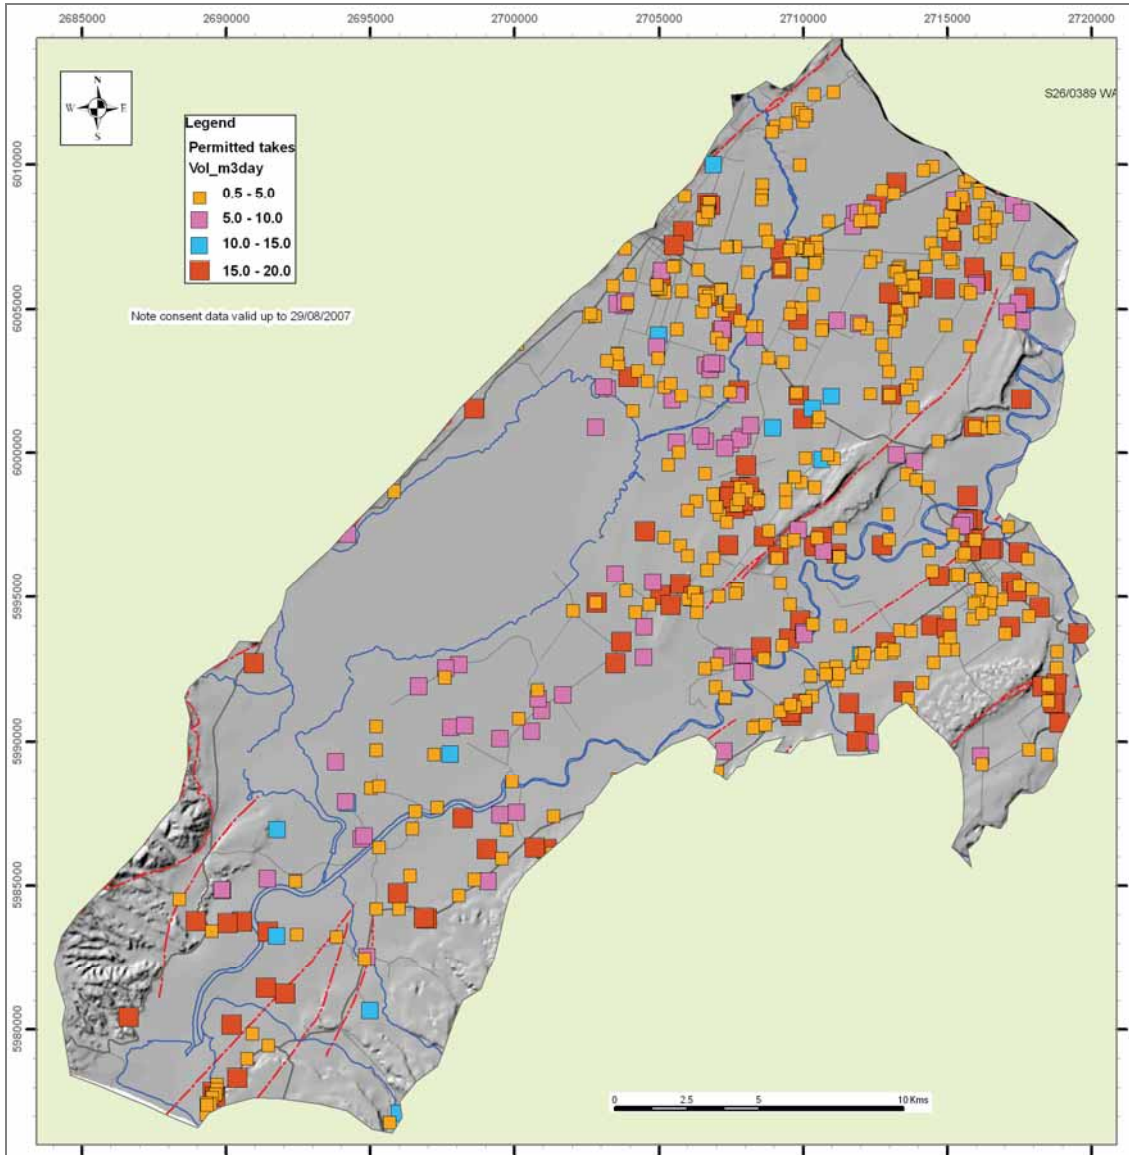 2685000 2690000 2695000 2700000 2705000 2710000 2715000 2720000
N
W E
S
S26/0389 WA
Legend
Permitted takes
Vol_m3day
0.5 - 5.0
5.0 - 10.0
10.0 - 15.0
15.0 - 20.0
Note consent data valid up to 29/08/2007
6010000
6005000
6000000
5995000
5990000
5985000
5980000
0 2.5 5 10 Kms